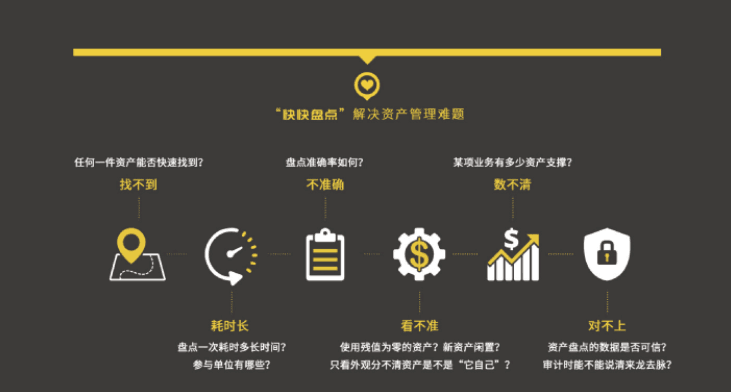 “快快盘点”解决资产管理难题
任何一件资产能否快速找到？
找不到
盘点准确率如何？
不准确
某项业务有多少资产支撑？
数不清
耗时长
盘点一次耗时多长时间？
参与单位有哪些？
看不准
使用残值为零的资产？新资产闲置？
只看外观分不清资产是不是“它自己”？
对不上
资产盘点的数据是否可信？
审计时能不能说清来龙去脉？